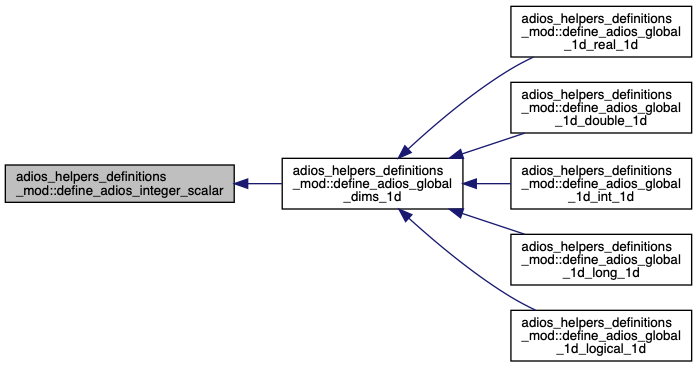 adios_helpers_definitions
_mod::define_adios_integer_scalar
adios_helpers_definitions
_mod::define_adios_global
_dims_1d
adios_helpers_definitions
_mod::define_adios_global
_1d_real_1d
adios_helpers_definitions
_mod::define_adios_global
_1d_double_1d
adios_helpers_definitions
_mod::define_adios_global
_1d_int_1d
adios_helpers_definitions
_mod::define_adios_global
_1d_long_1d
adios_helpers_definitions
_mod::define_adios_global
_1d_logical_1d